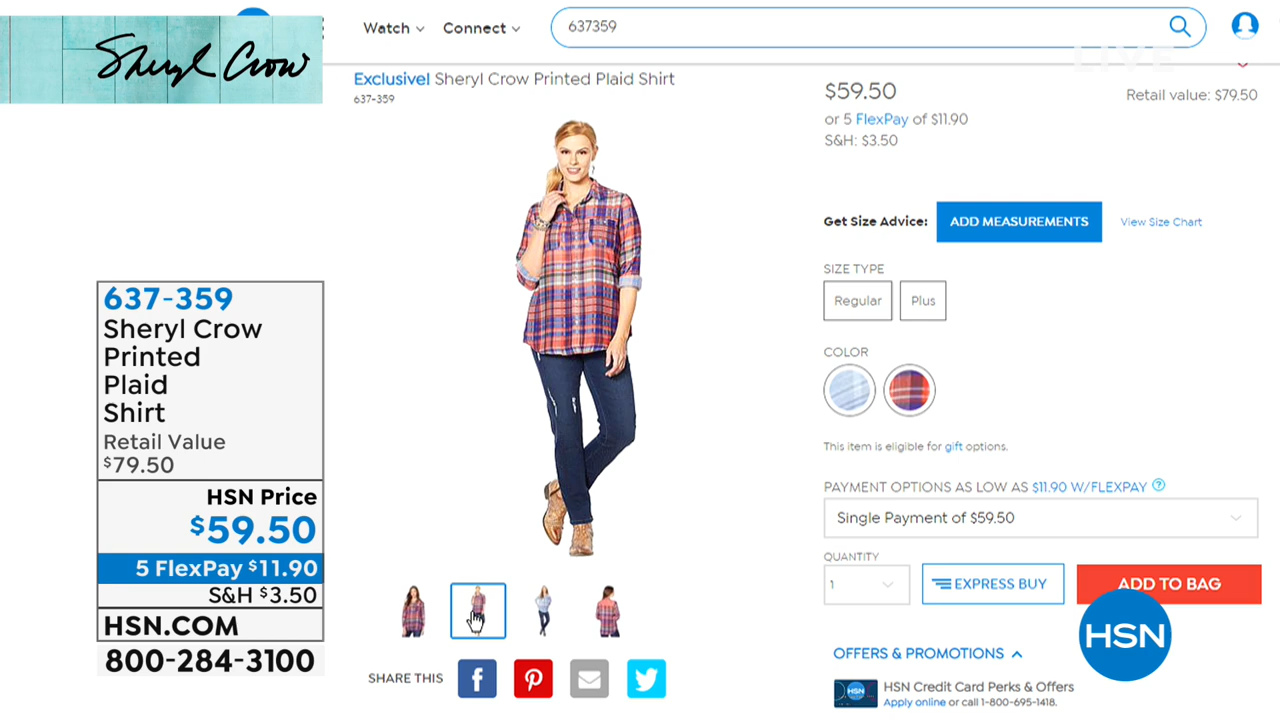 Sheryl Crow
Watch
Connect
637359
LIVE
Exclusive! Sheryl Crow Printed Plaid Shirt
637-359
$59.50
Retail value: $79.50
or 5 FlexPay of $11.90
S&H: $3.50
Get Size Advice:
ADD MEASUREMENTS
View Size Chart
SIZE TYPE
Regular
Plus
COLOR
This item is eligible for gift options.
PAYMENT OPTIONS AS LOW AS $11.90 W/FLEXPAY ?
Single Payment of $59.50
QUANTITY
1
EXPRESS BUY
ADD TO BAG
HSN
OFFERS & PROMOTIONS
HSN
HSN Credit Card Perks & Offers
Apply online or call 1-800-695-1418.
SHARE THIS
637-359
Sheryl Crow
Printed
Plaid
Shirt
Retail Value
$79.50
HSN Price
$59.50
5 FlexPay $11.90
S&H $3.50
HSN.COM
800-284-3100